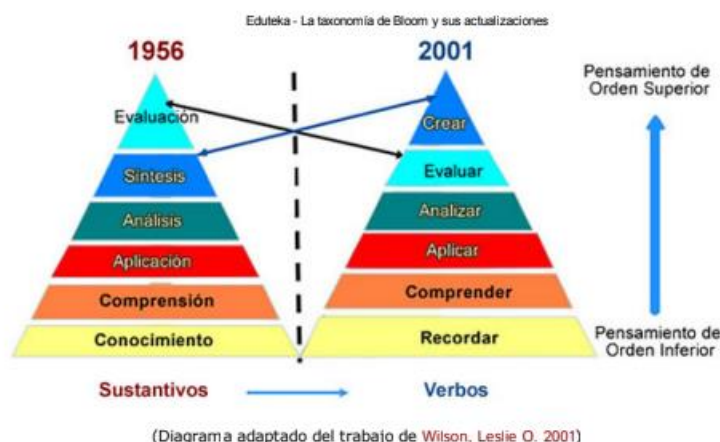 Eduteka - La taxonomía de Bloom y sus actualizaciones
1956
2001
Pensamiento de
Orden Superior
Evaluación
Síntesis
Análisis
Aplicación
Comprensión
Conocimiento
Crear
Evaluar
Analizar
Aplicar
Comprender
Recordar
Pensamiento de
Orden Inferior
Sustantivos
Verbos
(Diagrama adaptado del trabajo de Wilson, Leslie O. 2001)